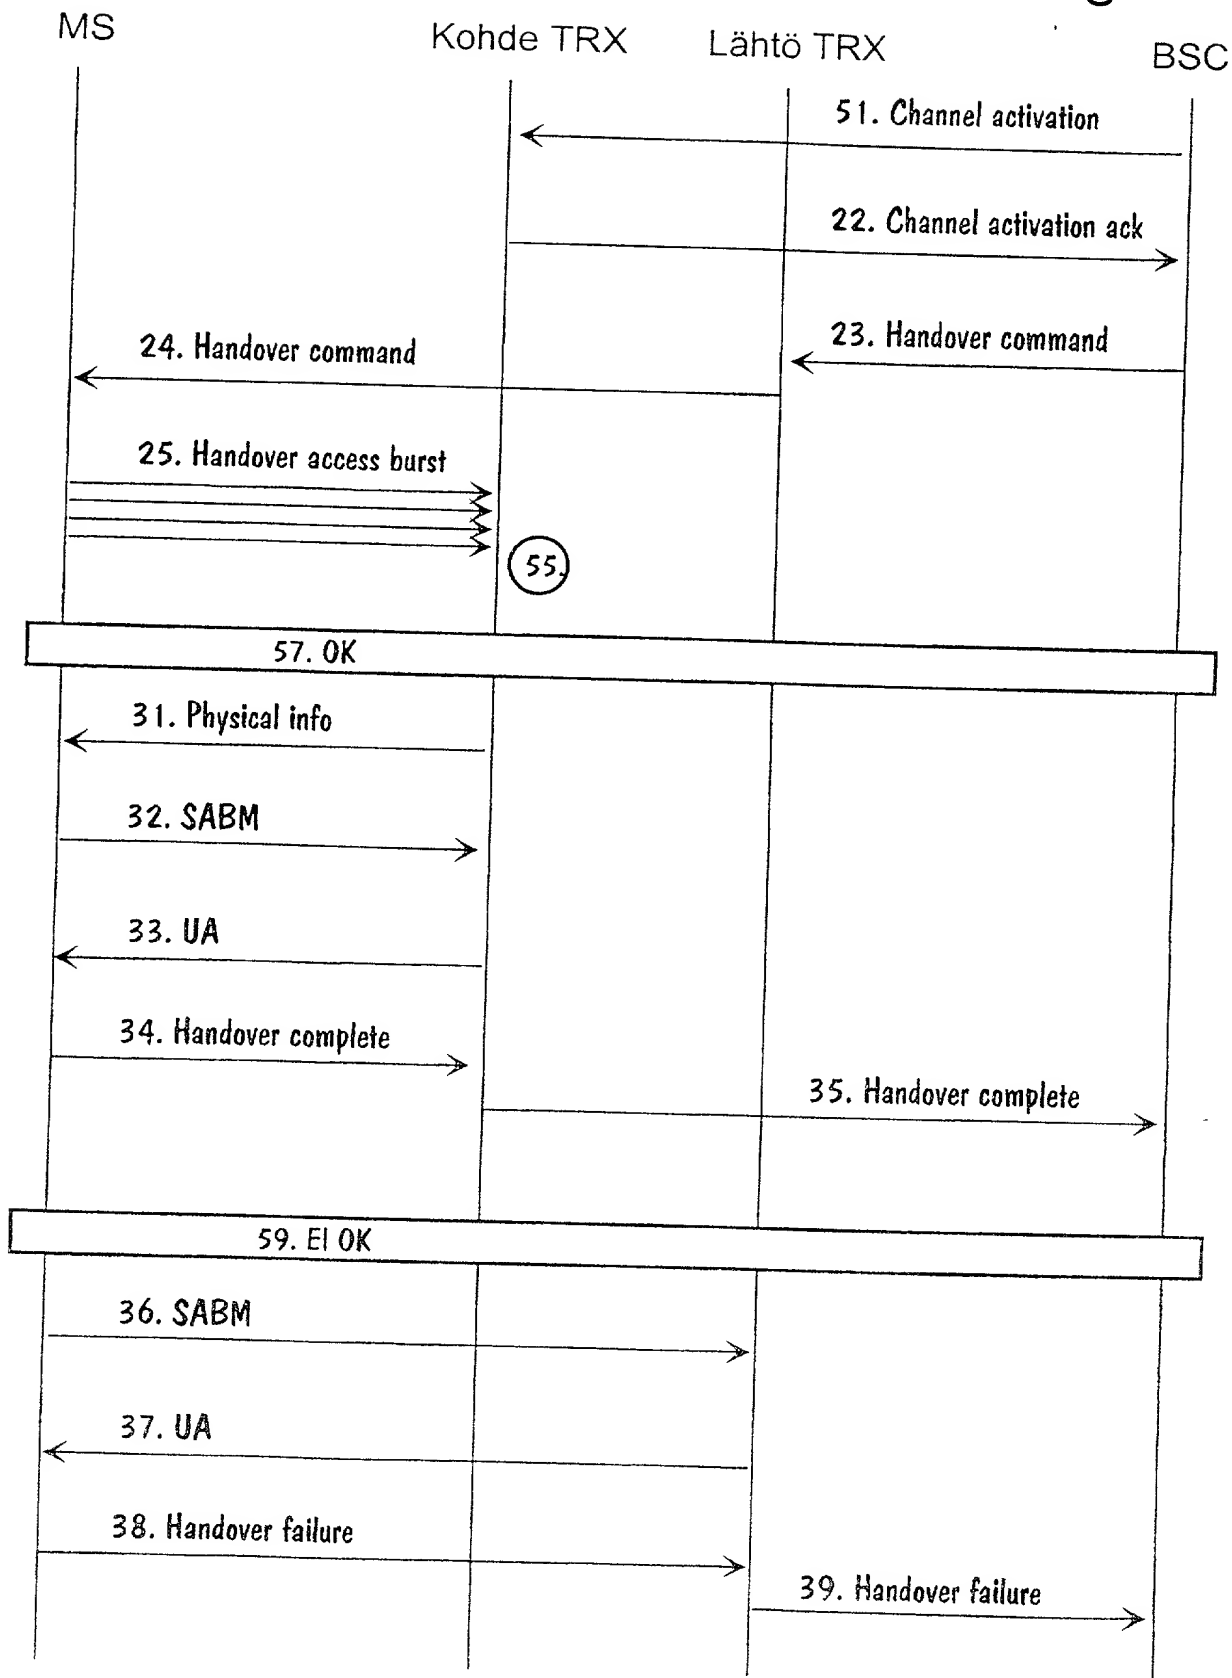 MS
Kohde TRX
Lähtö TRX
BSC
51. Channel activation
22. Channel activation ack
23. Handover command
24. Handover command
25. Handover access burst
55.
57. OK
31. Physical info
32. SABM
33. UA
34. Handover complete
35. Handover complete
59. EI OK
36. SABM
37. UA
38. Handover failure
39. Handover failure